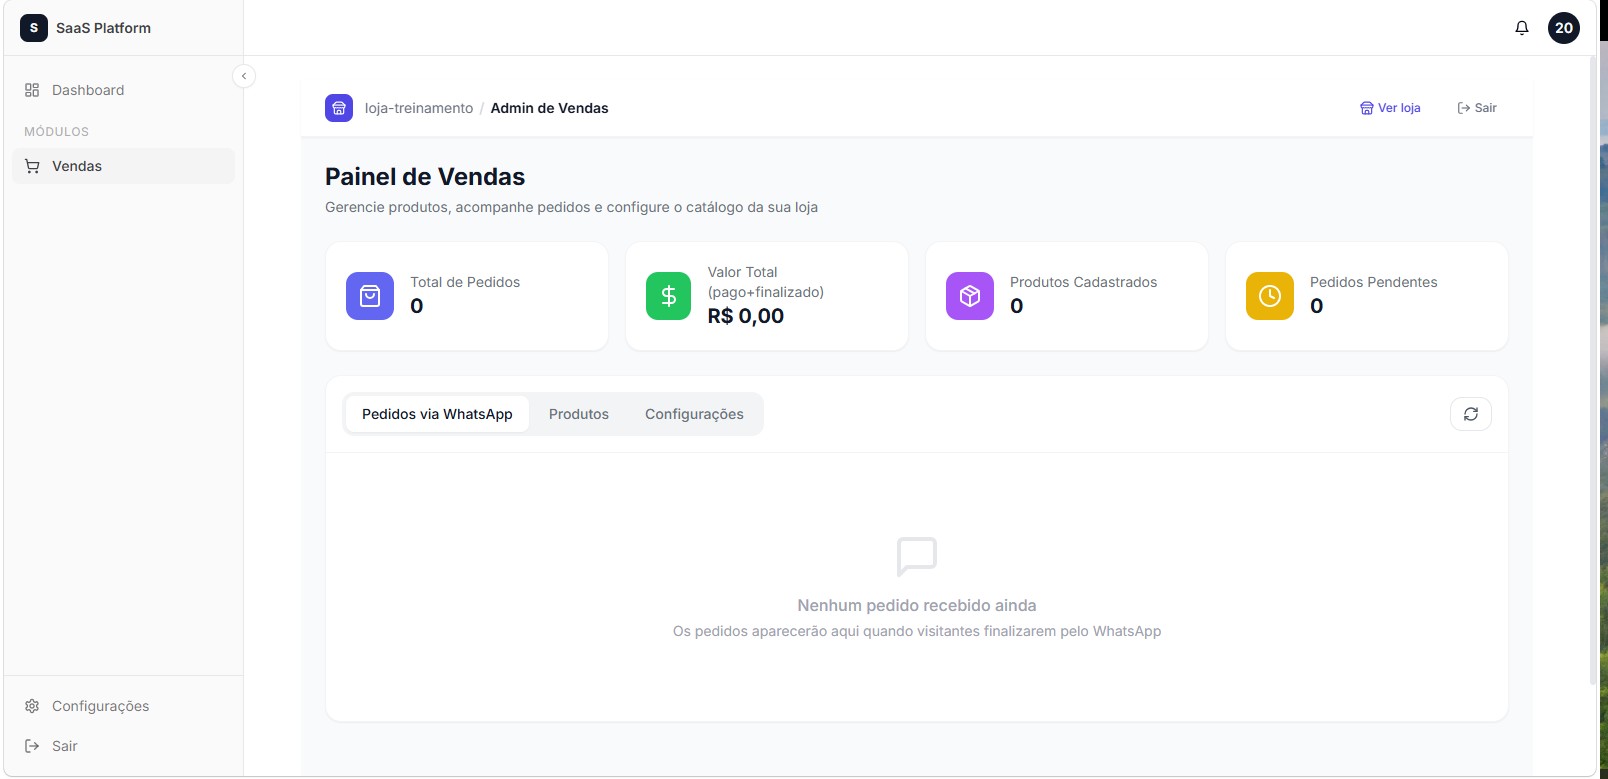 S SaaS Platform
20
Dashboard
MÓDULOS
Vendas
Configurações
Sair
loja-treinamento / Admin de Vendas
Ver loja
Sair
Painel de Vendas
Gerencie produtos, acompanhe pedidos e configure o catálogo da sua loja
Total de Pedidos
0
Valor Total
(pago+finalizado)
R$ 0,00
Produtos Cadastrados
0
Pedidos Pendentes
0
Pedidos via WhatsApp
Produtos
Configurações
Nenhum pedido recebido ainda
Os pedidos aparecerão aqui quando visitantes finalizarem pelo WhatsApp